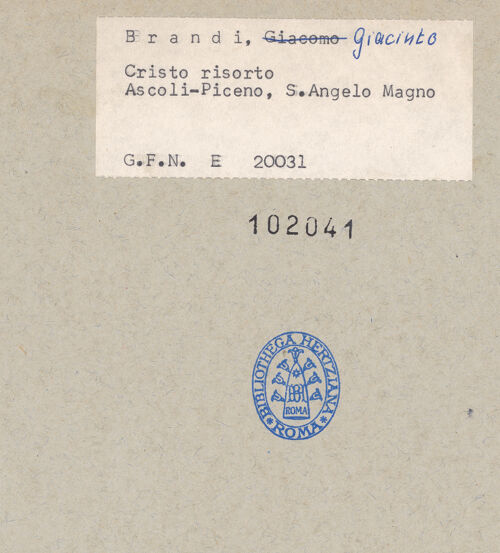 B r a n d i, Giacomo Giacinto
Cristo risorto
Ascoli-Piceno, S.Angelo Magno
G.F.N. E 20031
102041
BIBLIOTHECA HERTZIANA
ROMA
ROMA